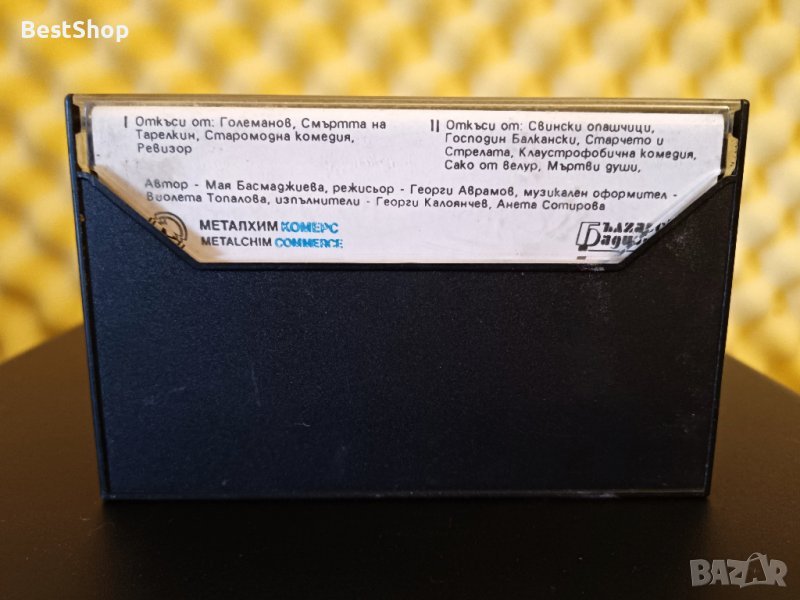 BestShop
I Откъси от: Големанов, Смъртта на
Тарелкин, Старомодна комедия,
Ревизор
II Откъси от: Свински опашчици,
Господин Балкански, Старчето и
Стрелата, Клаустрофобична комедия,
Сако от велур, Мъртви души,
Автор - Мая Басмаджиева, режисьор - Георги Аврамов, музикален оформител -
Виолета Топалова, изпълнители - Георги Калоянчев, Анета Сотирова
МЕТАЛХИМ КОМЕРС
METALCHIM COMMERCE
BAZAR